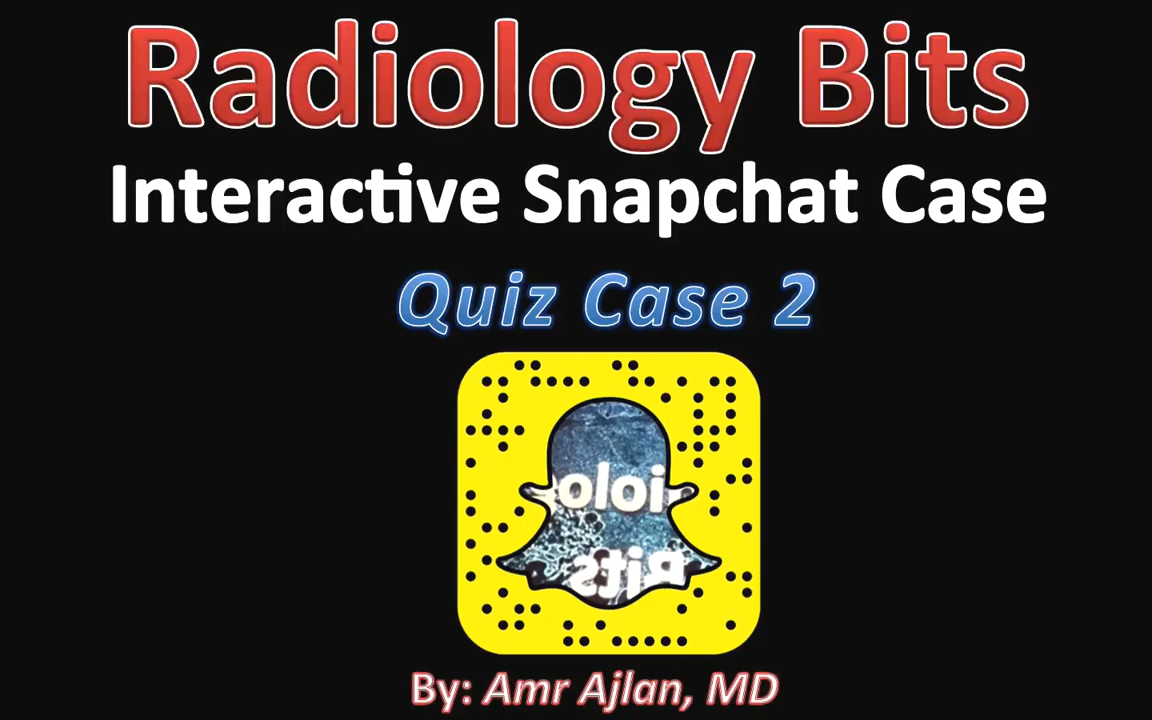 Radiology Bits
Interactive Snapchat Case
Quiz Case 2
By: Amr Ajlan, MD